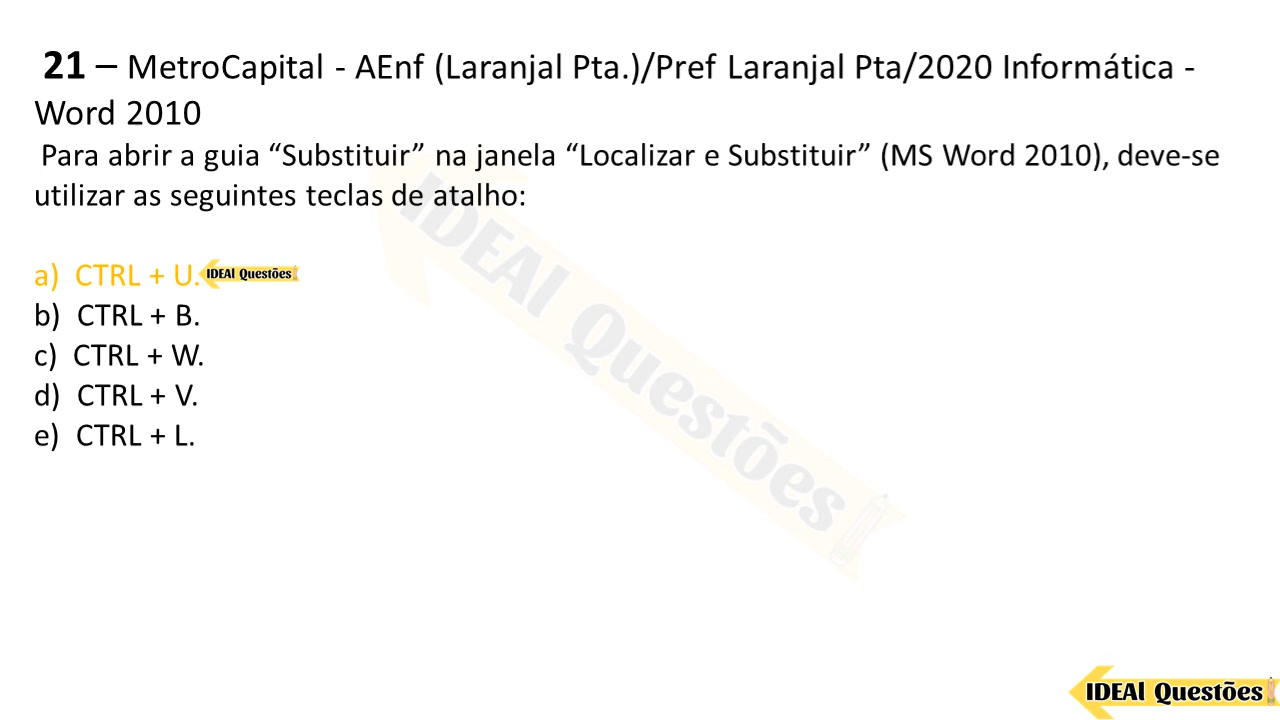 21 – MetroCapital - AEnf (Laranjal Pta.)/Pref Laranjal Pta/2020 Informática -
Word 2010
Para abrir a guia “Substituir” na janela “Localizar e Substituir” (MS Word 2010), deve-se
utilizar as seguintes teclas de atalho:
a) CTRL + U. IDEAl Questões
b) CTRL + B.
c) CTRL + W.
d) CTRL + V.
e) CTRL + L.
IDEAl Questões
IDEAl Questões